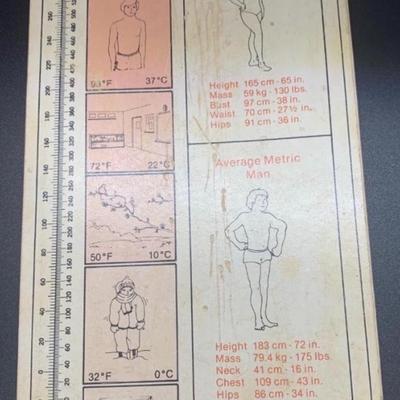 98°F 37°C
72°F 22°C
50°F 10°C
32°F 0°C
Height 165 cm - 65 in.
Mass 59 kg - 130 lbs.
Bust 97 cm - 38 in.
Waist 70 cm - 27½ in.
Hips 91 cm - 36 in.
Average Metric
Man
Height 183 cm - 72 in.
Mass 79.4 kg - 175 lbs.
Neck 41 cm - 16 in.
Chest 109 cm - 43 in.
Hips 86 cm - 34 in.